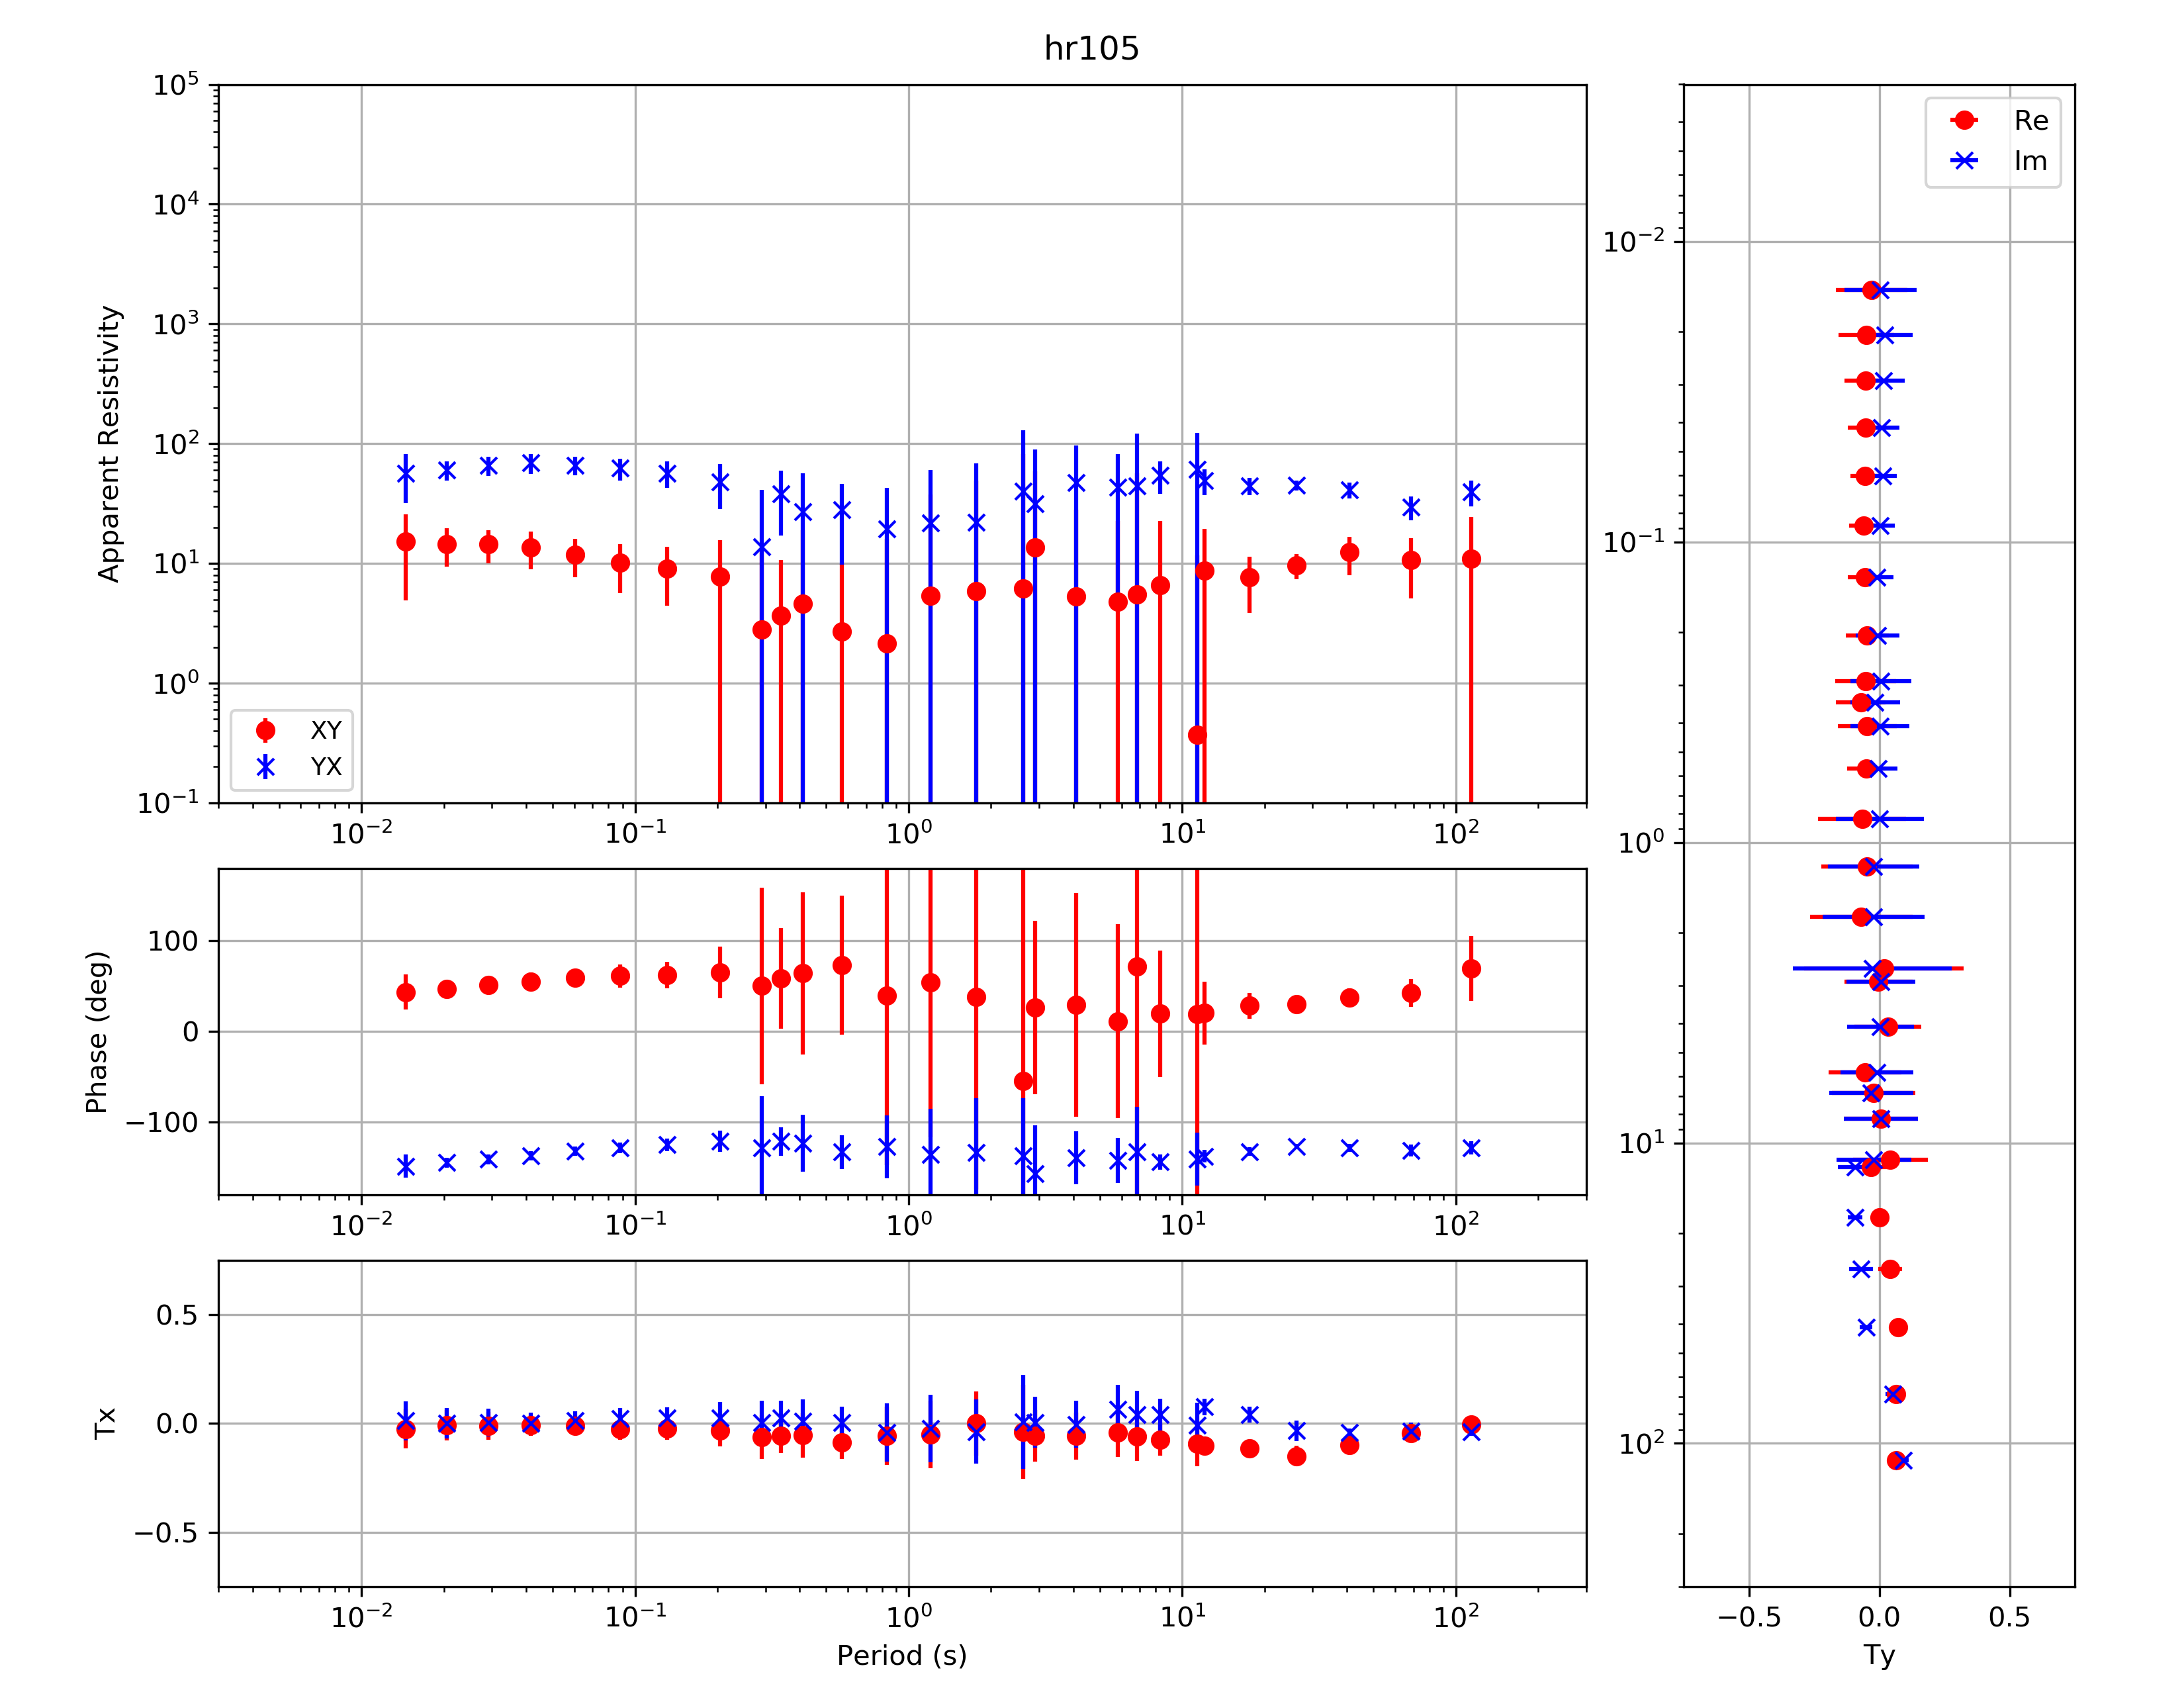 hr105
10^5
10^4
10^3
10^2
10^1
10^0
10^-1
Apparent Resistivity
XY
YX
10^-2 10^-1 10^0 10^1 10^2
100
0
−100
Phase (deg)
10^-2 10^-1 10^0 10^1 10^2
0.5
0.0
−0.5
Tx
10^-2 10^-1 10^0 10^1 10^2
Period (s)
Re
Im
10^-2
10^-1
10^0
10^1
10^2
−0.5 0.0 0.5
Ty